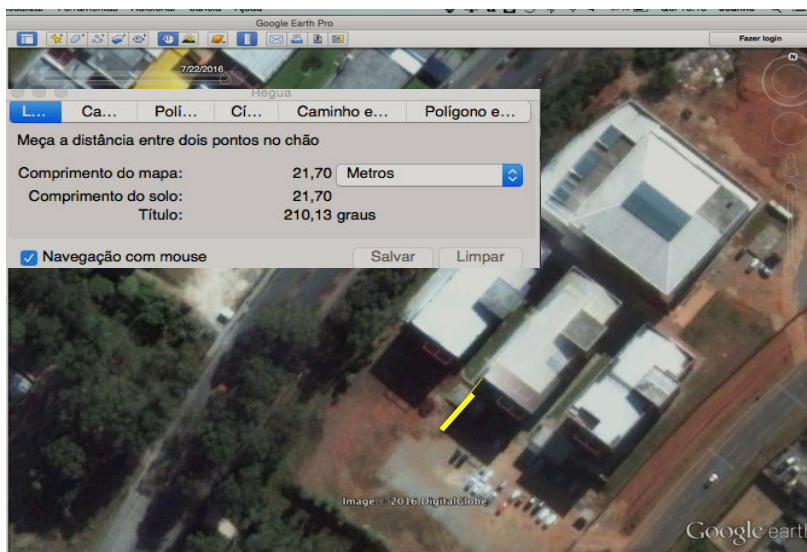 Google Earth Pro
Fazer login
7/22/2016
N
Régua
L... Ca... Polí... Cí... Caminho e... Polígono e...
Meça a distância entre dois pontos no chão
Comprimento do mapa: 21,70 Metros
Comprimento do solo: 21,70
Título: 210,13 graus
Navegação com mouse Salvar Limpar
Image © 2016 DigitalGlobe
Google eart